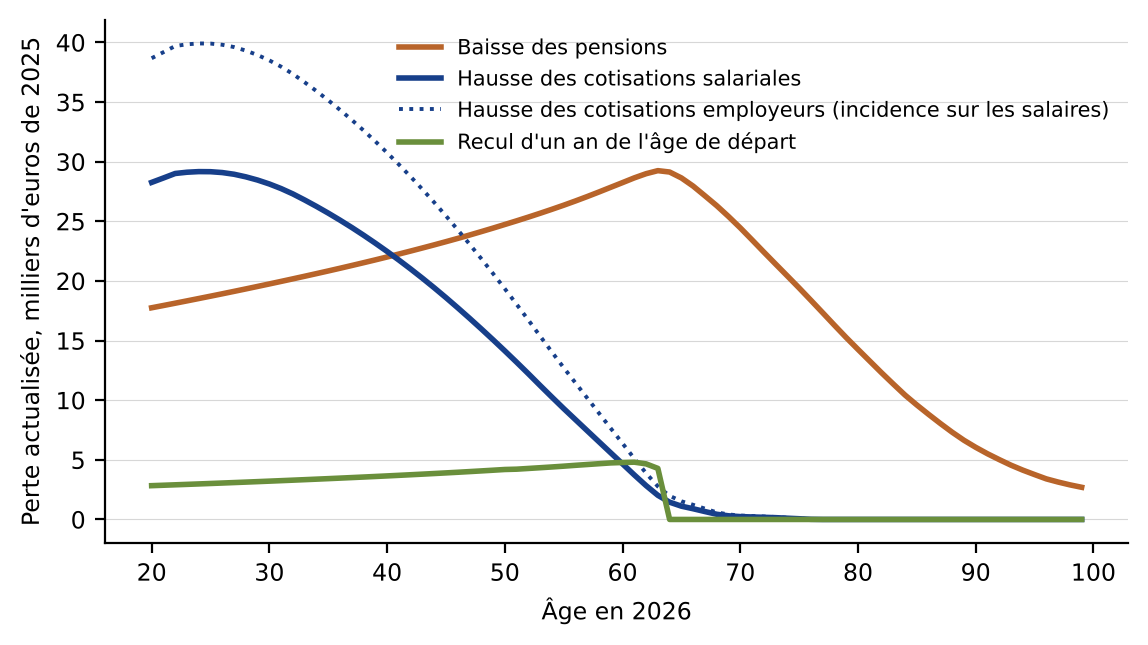 40
35
30
25
20
15
10
5
0
Perte actualisée, milliers d'euros de 2025
Baisse des pensions
Hausse des cotisations salariales
Hausse des cotisations employeurs (incidence sur les salaires)
Recul d'un an de l'âge de départ
20 30 40 50 60 70 80 90 100
Âge en 2026